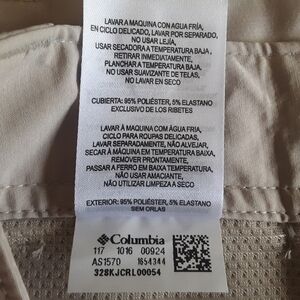 LAVAR A MAQUINA CON AGUA FRÍA,
EN CICLO DELICADO, LAVAR POR SEPARADO,
NO USAR LEJÍA,
USAR SECADORA A TEMPERATURA BAJA,
RETIRAR INMEDIATAMENTE,
PLANCHAR A TEMPERATURA BAJA,
NO USAR SUAVIZANTE DE TELAS,
NO LAVAR EN SECO
CUBIERTA: 95% POLIÉSTER, 5% ELASTANO
EXCLUSIVO DE LOS RIBETES
LAVAR À MÁQUINA COM ÁGUA FRIA,
CICLO PARA ROUPAS DELICADAS,
LAVAR SEPARADAMENTE, NÃO ALVEJAR,
SECAR À MÁQUINA EM TEMPERATURA BAIXA,
REMOVER PRONTAMENTE,
PASSAR A FERRO EM BAIXA TEMPERATURA,
NÃO USAR AMACIANTE,
NÃO UTILIZAR LIMPEZA A SECO
EXTERIOR: 95% POLIÉSTER, 5% ELASTANO
SEM ORLAS
Columbia
117 1016 00924
AS1570 1654344
328KJCRL00054